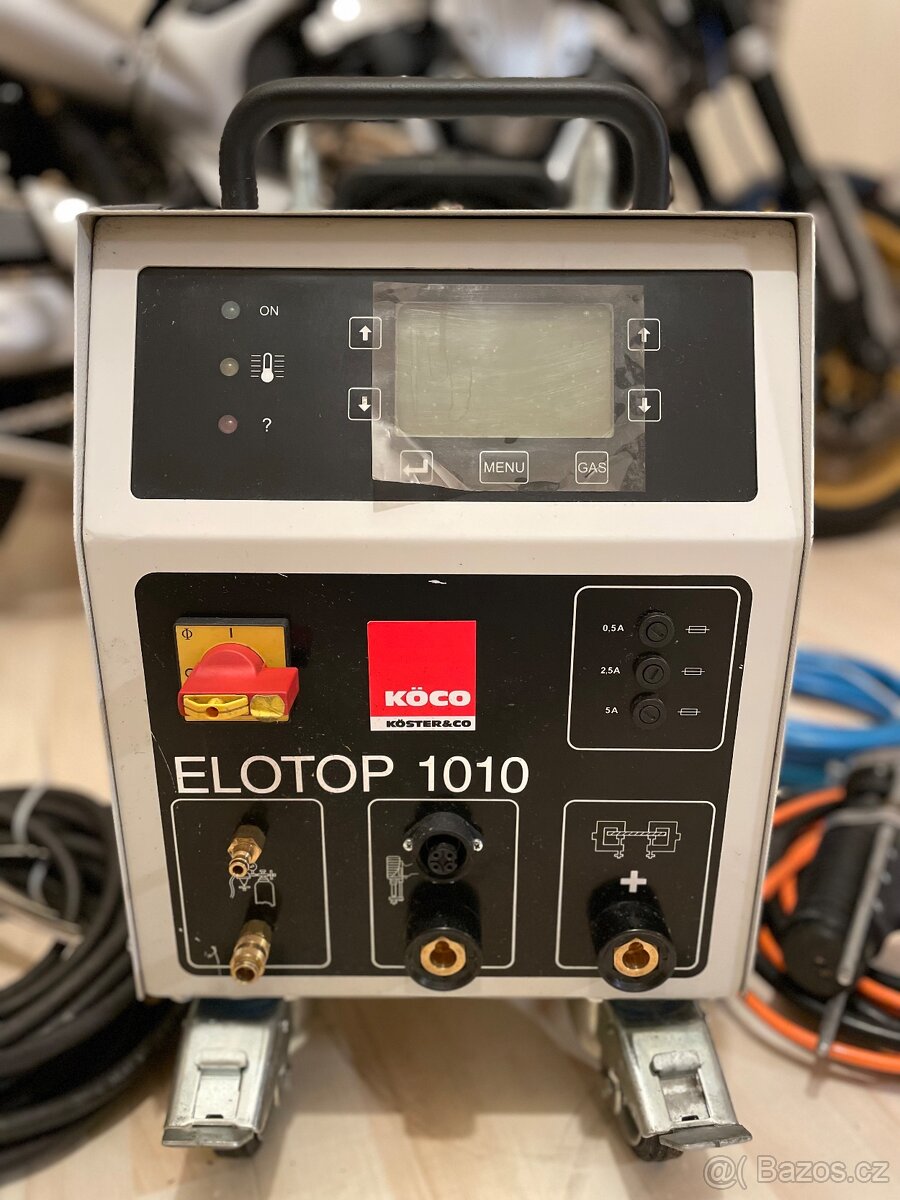 ON
?
MENU
GAS
I
0,5A
2,5A
5A
KÖCO
KÖSTER&CO
ELOTOP 1010
+
@( Bazos.cz